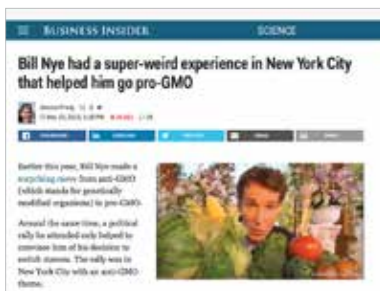 BUSINESS INSIDER
SCIENCE
Bill Nye had a super-weird experience in New York City
that helped him go pro-GMO
Earlier this year, Bill Nye made a
surprising move from anti-GMO
(which stands for genetically
modified organisms) to pro-GMO.
Around the same time, a political
rally he attended only helped to
convince him of his decision to
switch stances. The rally was in
New York City with an anti-GMO
theme.